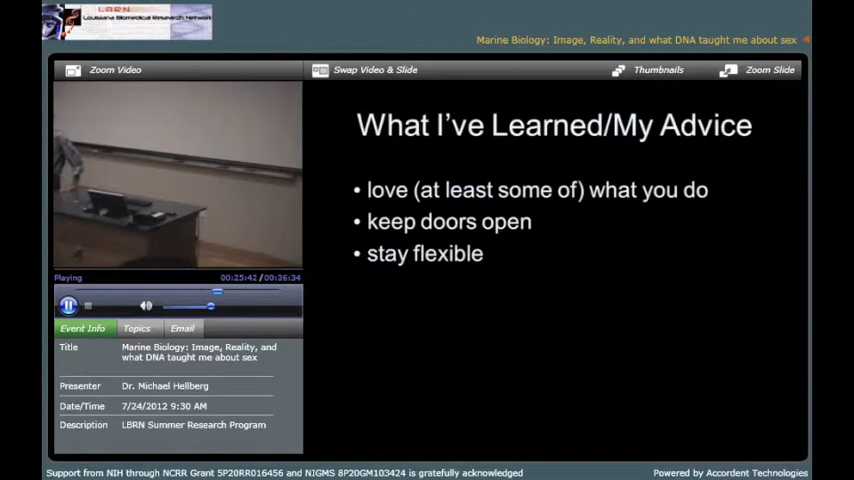 LBRN
Louisiana Biomedical Research Network
Marine Biology: Image, Reality, and what DNA taught me about sex
Zoom Video
Swap Video & Slide
Thumbnails
Zoom Slide
What I've Learned/My Advice
• love (at least some of) what you do
• keep doors open
• stay flexible
Playing
00:25:42 / 00:36:34
Event Info
Topics
Email
Title
Marine Biology: Image, Reality, and
what DNA taught me about sex
Presenter
Dr. Michael Hellberg
Date/Time
7/24/2012 9:30 AM
Description
LBRN Summer Research Program
Support from NIH through NCRR Grant 5P20RR016456 and NIGMS 8P20GM103424 is gratefully acknowledged
Powered by Accordent Technologies